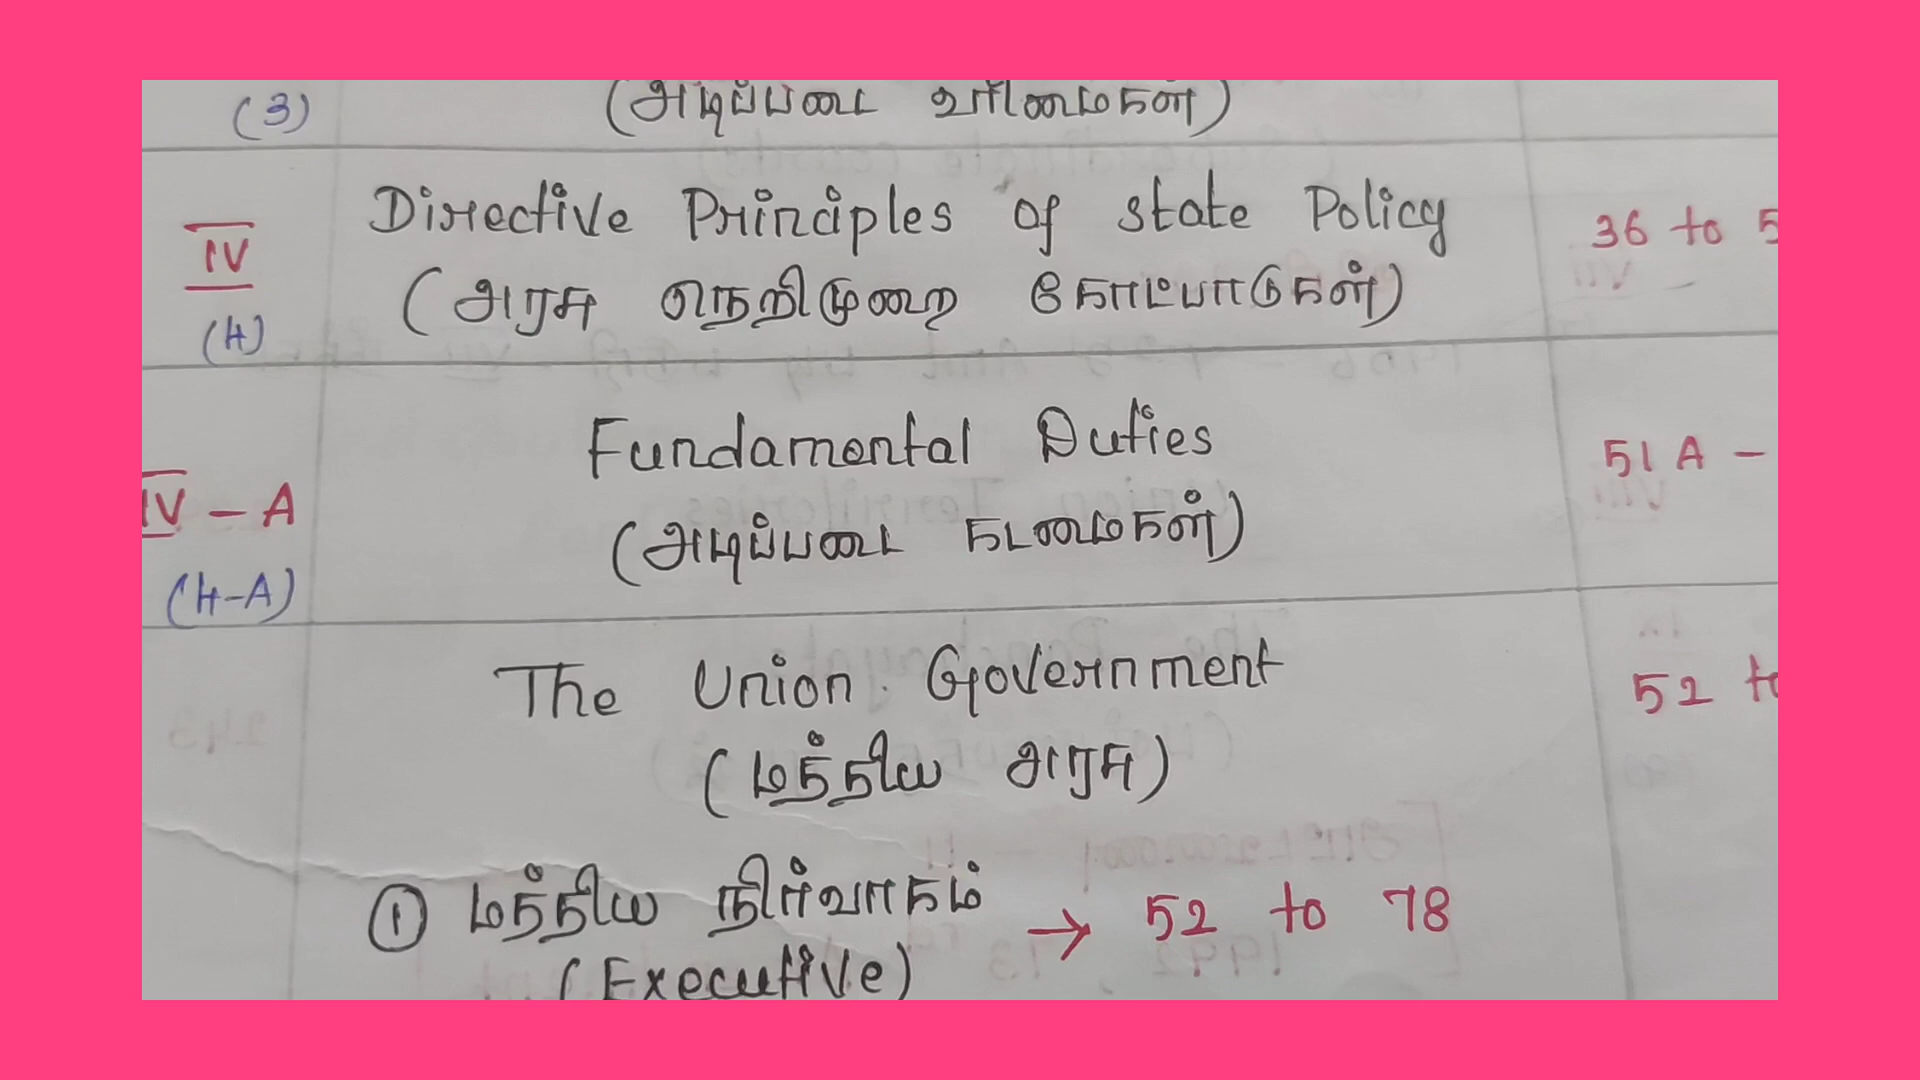 (3) (அடிப்படை உரிமைகள்)
Directive Principles of state Policy
IV
36 to 5
(அரசு நெறிமுறை கோட்பாடுகள்)
(4)
Fundamental Duties
51 A -
IV - A
(அடிப்படை கடமைகள்)
(4-A)
The Union Government
52 to
(மத்திய அரசு)
① மத்திய நிர்வாகம் → 52 to 78
(Executive)